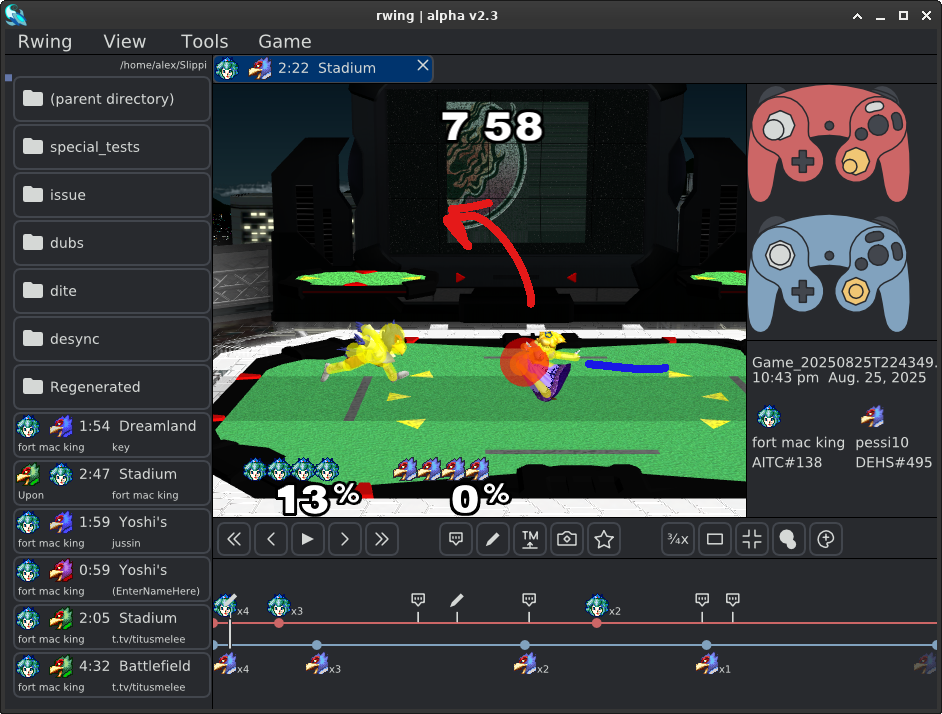 rwing | alpha v2.3
Rwing View Tools Game
/home/alex/Slippi
(parent directory)
special_tests
issue
dubs
dite
desync
Regenerated
1:54 Dreamland
fort mac king key
2:47 Stadium
Upon fort mac king
1:59 Yoshi's
fort mac king jussin
0:59 Yoshi's
fort mac king (EnterNameHere)
2:05 Stadium
fort mac king t.tv/titusmelee
4:32 Battlefield
fort mac king t.tv/titusmelee
2:22 Stadium
7 58
13%
0%
Game_20250825T224349.
10:43 pm Aug. 25, 2025
fort mac king pessi10
AITC#138 DEHS#495
TM
¾x
x4 x3 x2
x4 x3 x2 x1